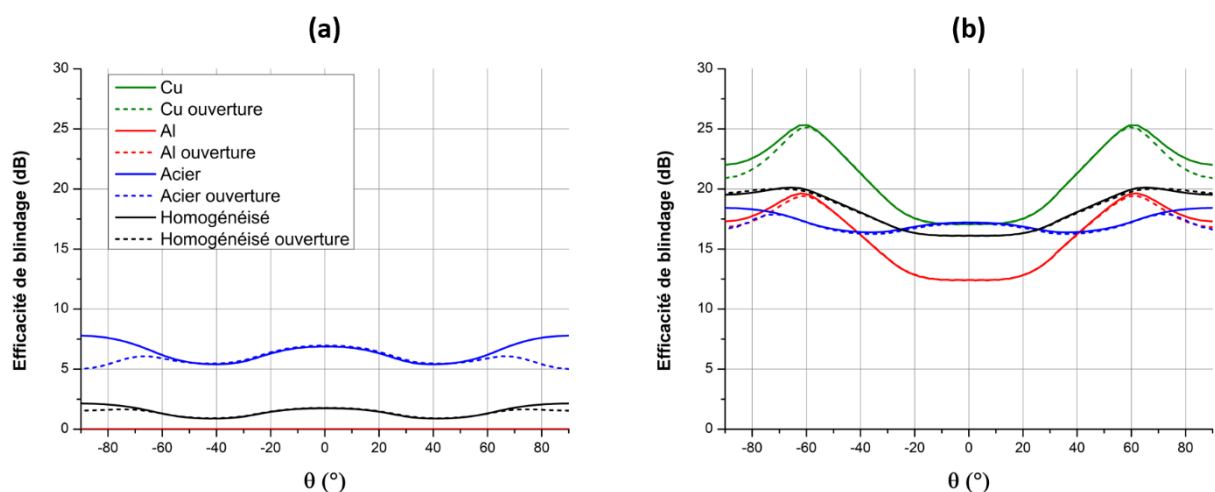 (a)
30
25
20
15
10
5
0
Efficacité de blindage (dB)
Cu
Cu ouverture
Al
Al ouverture
Acier
Acier ouverture
Homogénéisé
Homogénéisé ouverture
-80 -60 -40 -20 0 20 40 60 80
θ (°)
(b)
30
25
20
15
10
5
0
Efficacité de blindage (dB)
-80 -60 -40 -20 0 20 40 60 80
θ (°)